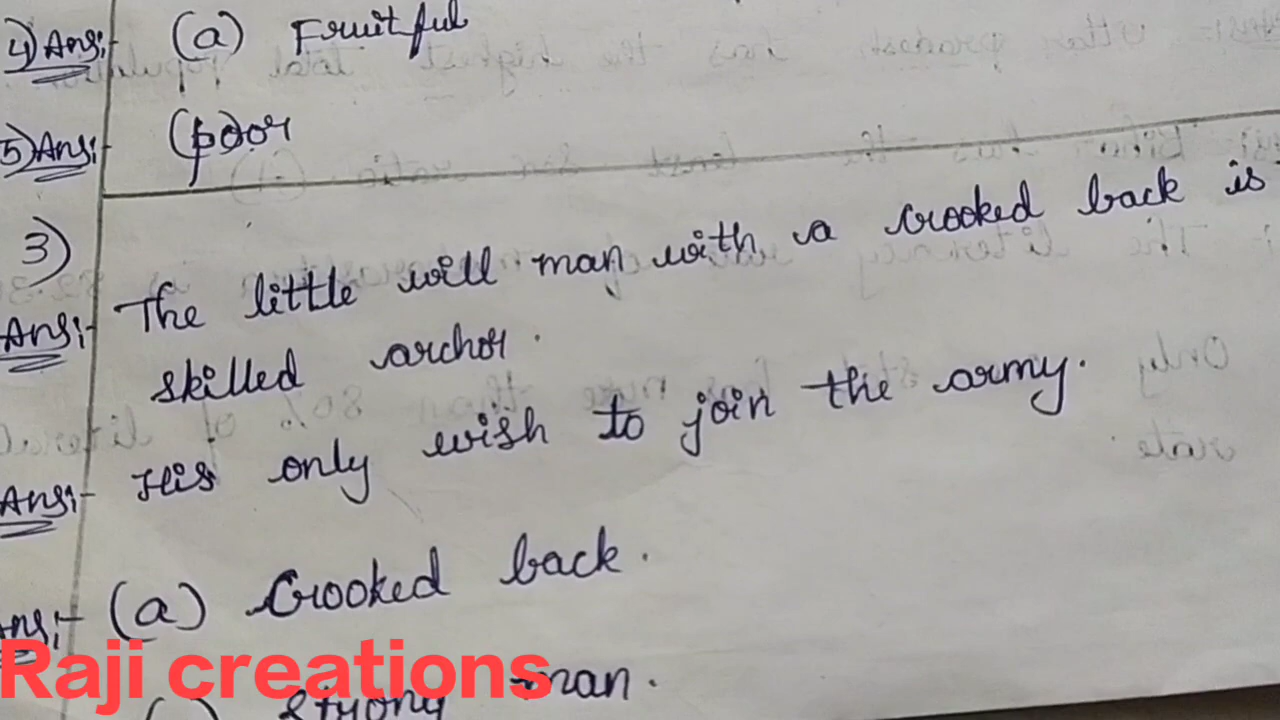 4) Ans:- (a) Fruitful
5) Ans:- (poor
3)
Ans:- The little will man with a crooked back is
skilled archor.
Ans:- His only wish to join the army.
Ans:- (a) Crooked back.
Raji creations
strong man.